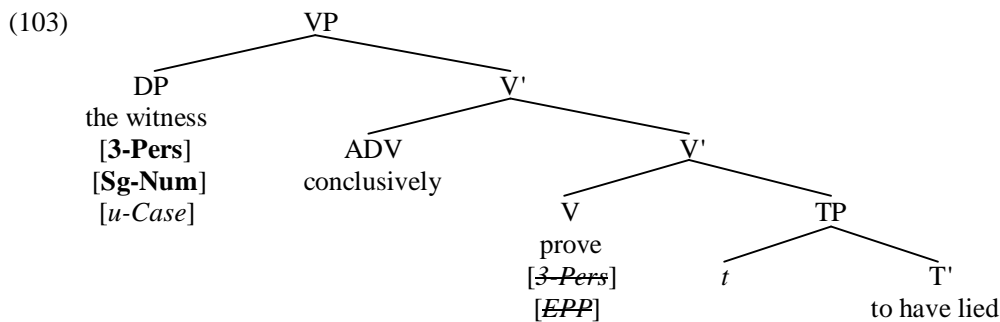 (103) VP
DP V'
the witness
[3-Pers] ADV V'
[Sg-Num] conclusively
[u-Case] V TP
prove
[3-Pers] t T'
[EPP] to have lied